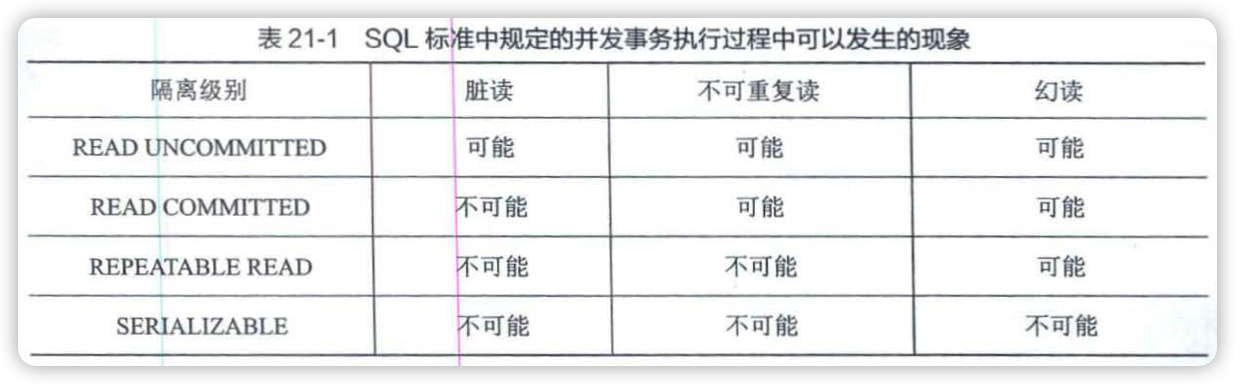 表 21-1 SQL 标准中规定的并发事务执行过程中可以发生的现象
隔离级别 脏读 不可重复读 幻读
READ UNCOMMITTED 可能 可能 可能
READ COMMITTED 不可能 可能 可能
REPEATABLE READ 不可能 不可能 可能
SERIALIZABLE 不可能 不可能 不可能